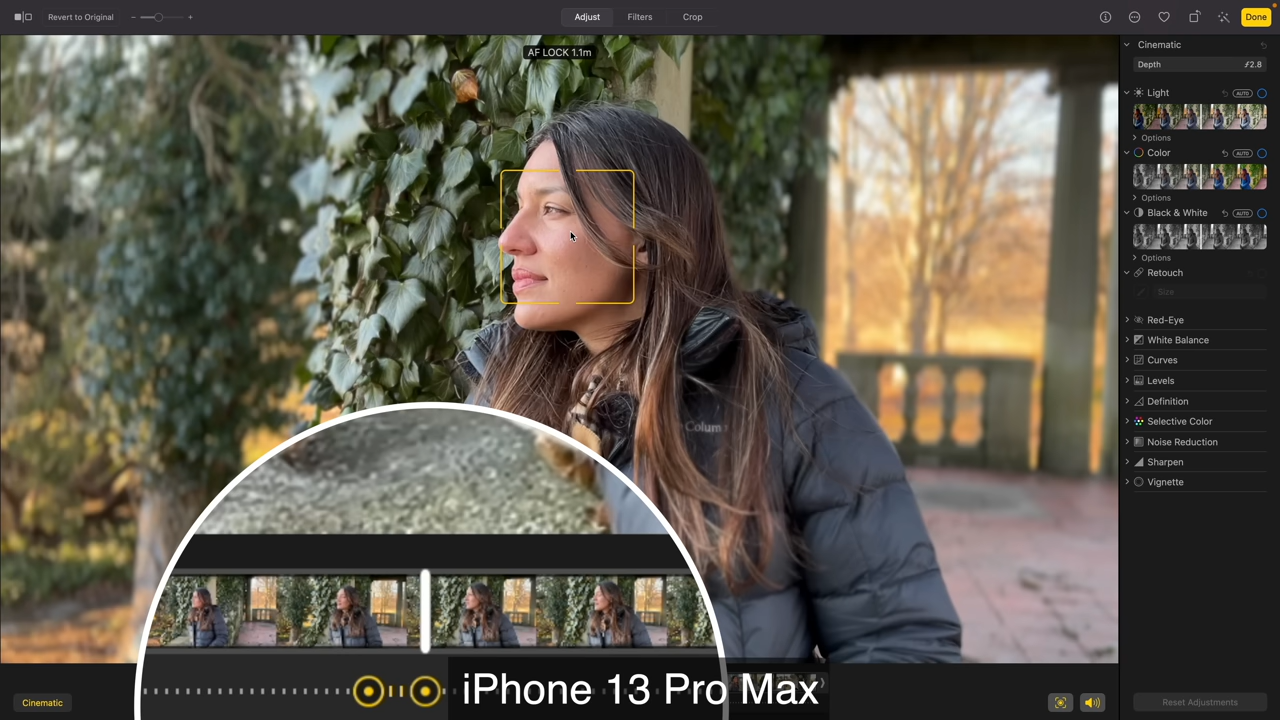 Revert to Original
Adjust
Filters
Crop
Done
AF LOCK 1.1m
Cinematic
Depth
ƒ2.8
Light
AUTO
Options
Color
AUTO
Options
Black & White
AUTO
Options
Retouch
Size
Red-Eye
White Balance
Curves
Levels
Definition
Selective Color
Noise Reduction
Sharpen
Vignette
Colum
Cinematic
iPhone 13 Pro Max
Reset Adjustments